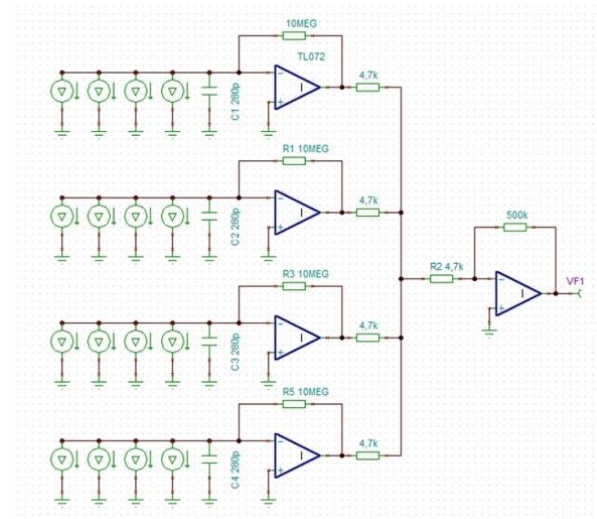 10MEG
TL072
4,7k
C1 280p
R1 10MEG
4,7k
C2 280p
500k
R2 4,7k
VF1
R3 10MEG
4,7k
C3 280p
R5 10MEG
4,7k
C4 280p